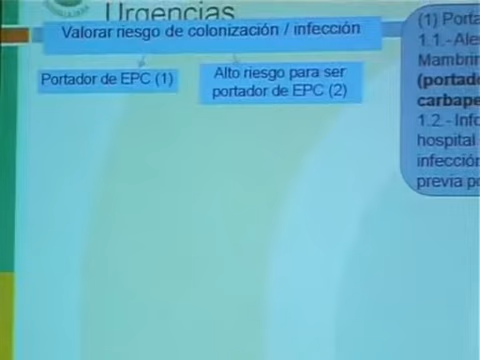 Urgencias
Valorar riesgo de colonización / infección
Portador de EPC (1)
Alto riesgo para ser
portador de EPC (2)
(1) Porta
1.1.- Ale
Mambrin
(portado
carbape
1.2.- Info
hospital
infección
previa po